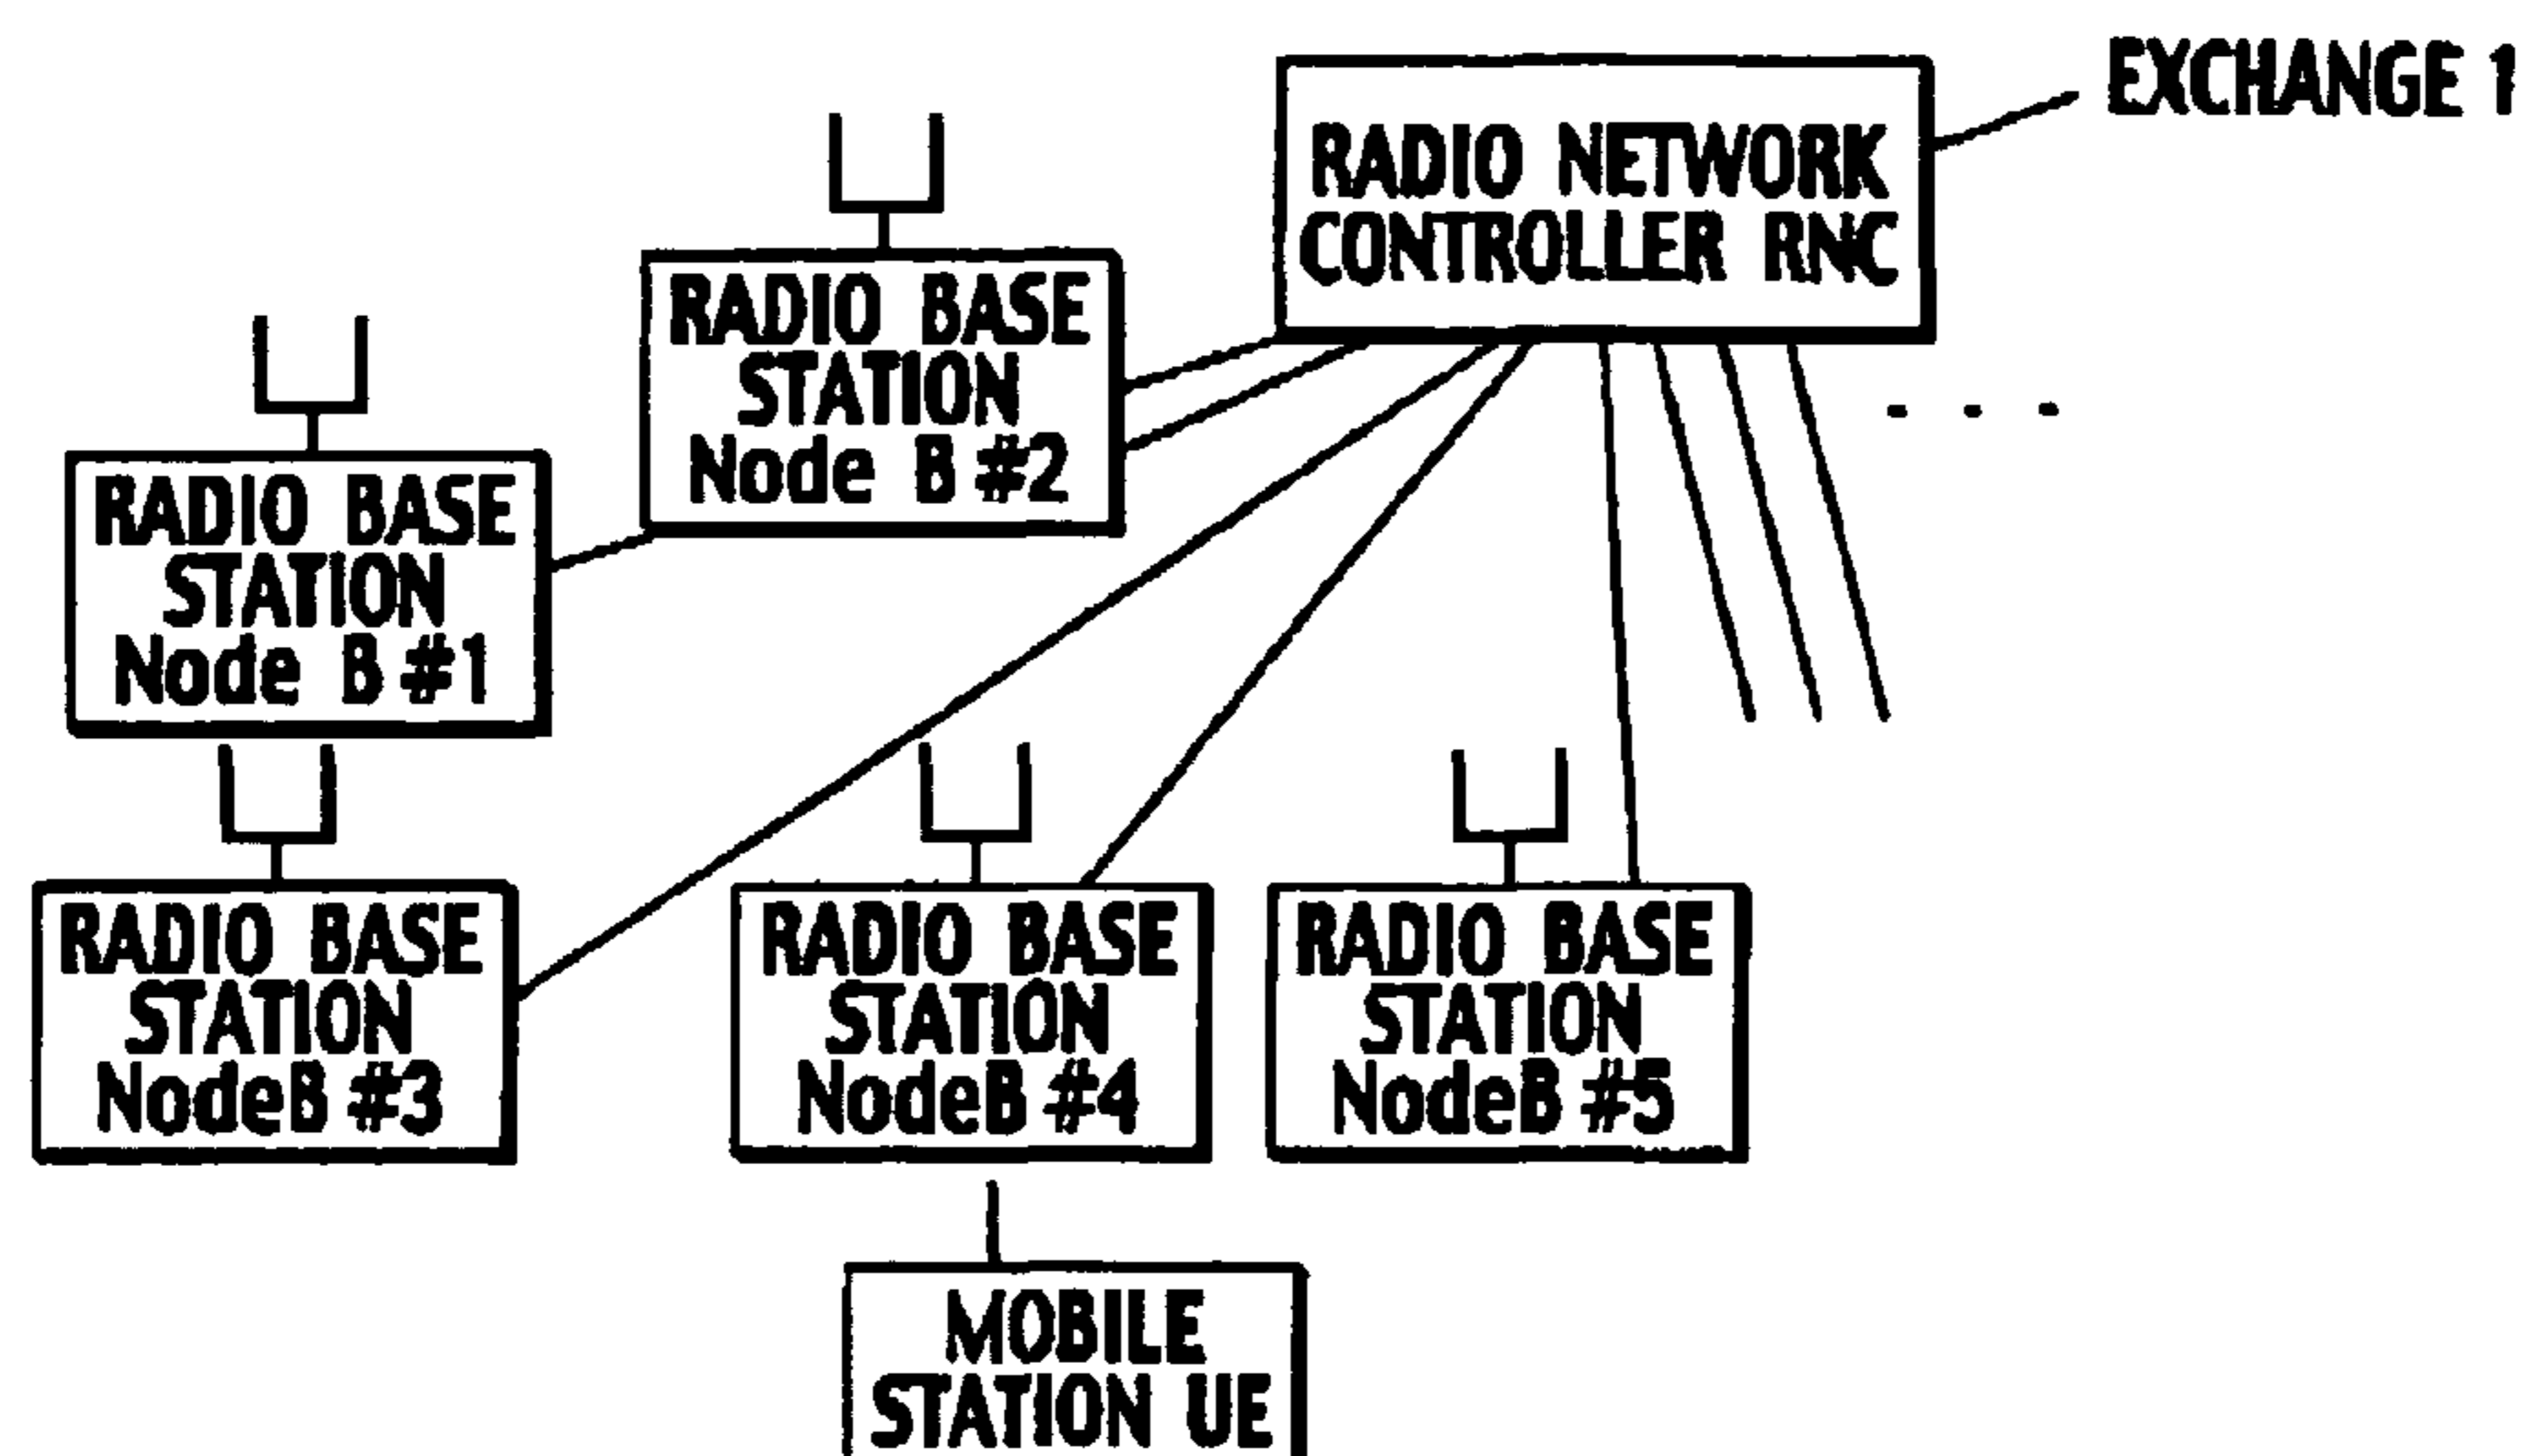 EXCHANGE 1
RADIO NETWORK
CONTROLLER RNC
RADIO BASE
STATION
Node B #2
RADIO BASE
STATION
Node B #1
RADIO BASE
STATION
NodeB #3
RADIO BASE
STATION
NodeB #4
RADIO BASE
STATION
NodeB #5
MOBILE
STATION UE